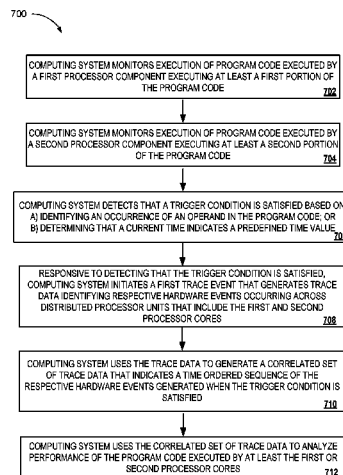 700
COMPUTING SYSTEM MONITORS EXECUTION OF PROGRAM CODE EXECUTED BY
A FIRST PROCESSOR COMPONENT EXECUTING AT LEAST A FIRST PORTION OF
THE PROGRAM CODE
702
COMPUTING SYSTEM MONITORS EXECUTION OF PROGRAM CODE EXECUTED BY
A SECOND PROCESSOR COMPONENT EXECUTING AT LEAST A SECOND PORTION
OF THE PROGRAM CODE
704
COMPUTING SYSTEM DETECTS THAT A TRIGGER CONDITION IS SATISFIED BASED ON
A) IDENTIFYING AN OCCURRENCE OF AN OPERAND IN THE PROGRAM CODE; OR
B) DETERMINING THAT A CURRENT TIME INDICATES A PREDEFINED TIME VALUE
RESPONSIVE TO DETECTING THAT THE TRIGGER CONDITION IS SATISFIED,
COMPUTING SYSTEM INITIATES A FIRST TRACE EVENT THAT GENERATES TRACE
DATA IDENTIFYING RESPECTIVE HARDWARE EVENTS OCCURRING ACROSS
DISTRIBUTED PROCESSOR UNITS THAT INCLUDE THE FIRST AND SECOND
PROCESSOR CORES
708
COMPUTING SYSTEM USES THE TRACE DATA TO GENERATE A CORRELATED SET
OF TRACE DATA THAT INDICATES A TIME ORDERED SEQUENCE OF THE
RESPECTIVE HARDWARE EVENTS GENERATED WHEN THE TRIGGER CONDITION IS
SATISFIED
710
COMPUTING SYSTEM USES THE CORRELATED SET OF TRACE DATA TO ANALYZE
PERFORMANCE OF THE PROGRAM CODE EXECUTED BY AT LEAST THE FIRST OR
SECOND PROCESSOR CORES
712